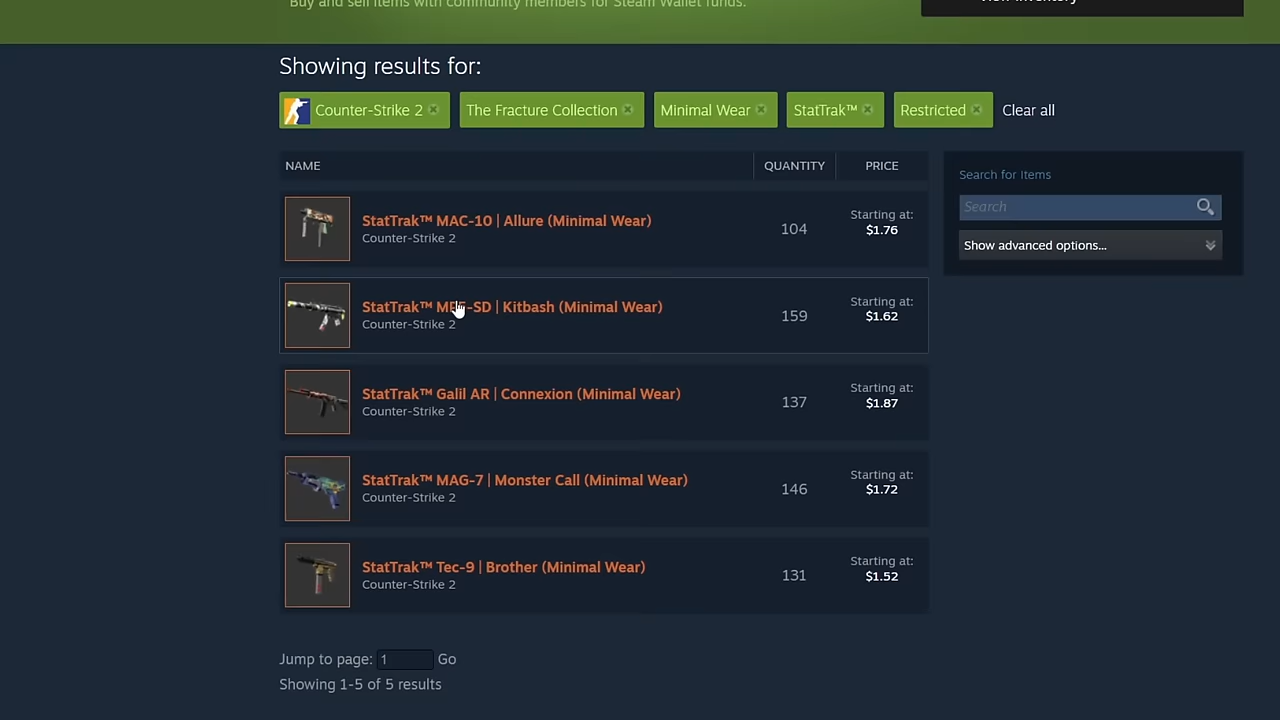 Buy and sell items with community members for Steam Wallet funds.
View Inventory
Showing results for:
Counter-Strike 2 The Fracture Collection Minimal Wear StatTrak™ Restricted Clear all
NAME QUANTITY PRICE
Search for Items
Search
Show advanced options...
StatTrak™ MAC-10 | Allure (Minimal Wear)
Counter-Strike 2
104
Starting at:
$1.76
StatTrak™ MP5-SD | Kitbash (Minimal Wear)
Counter-Strike 2
159
Starting at:
$1.62
StatTrak™ Galil AR | Connexion (Minimal Wear)
Counter-Strike 2
137
Starting at:
$1.87
StatTrak™ MAG-7 | Monster Call (Minimal Wear)
Counter-Strike 2
146
Starting at:
$1.72
StatTrak™ Tec-9 | Brother (Minimal Wear)
Counter-Strike 2
131
Starting at:
$1.52
Jump to page: 1 Go
Showing 1-5 of 5 results